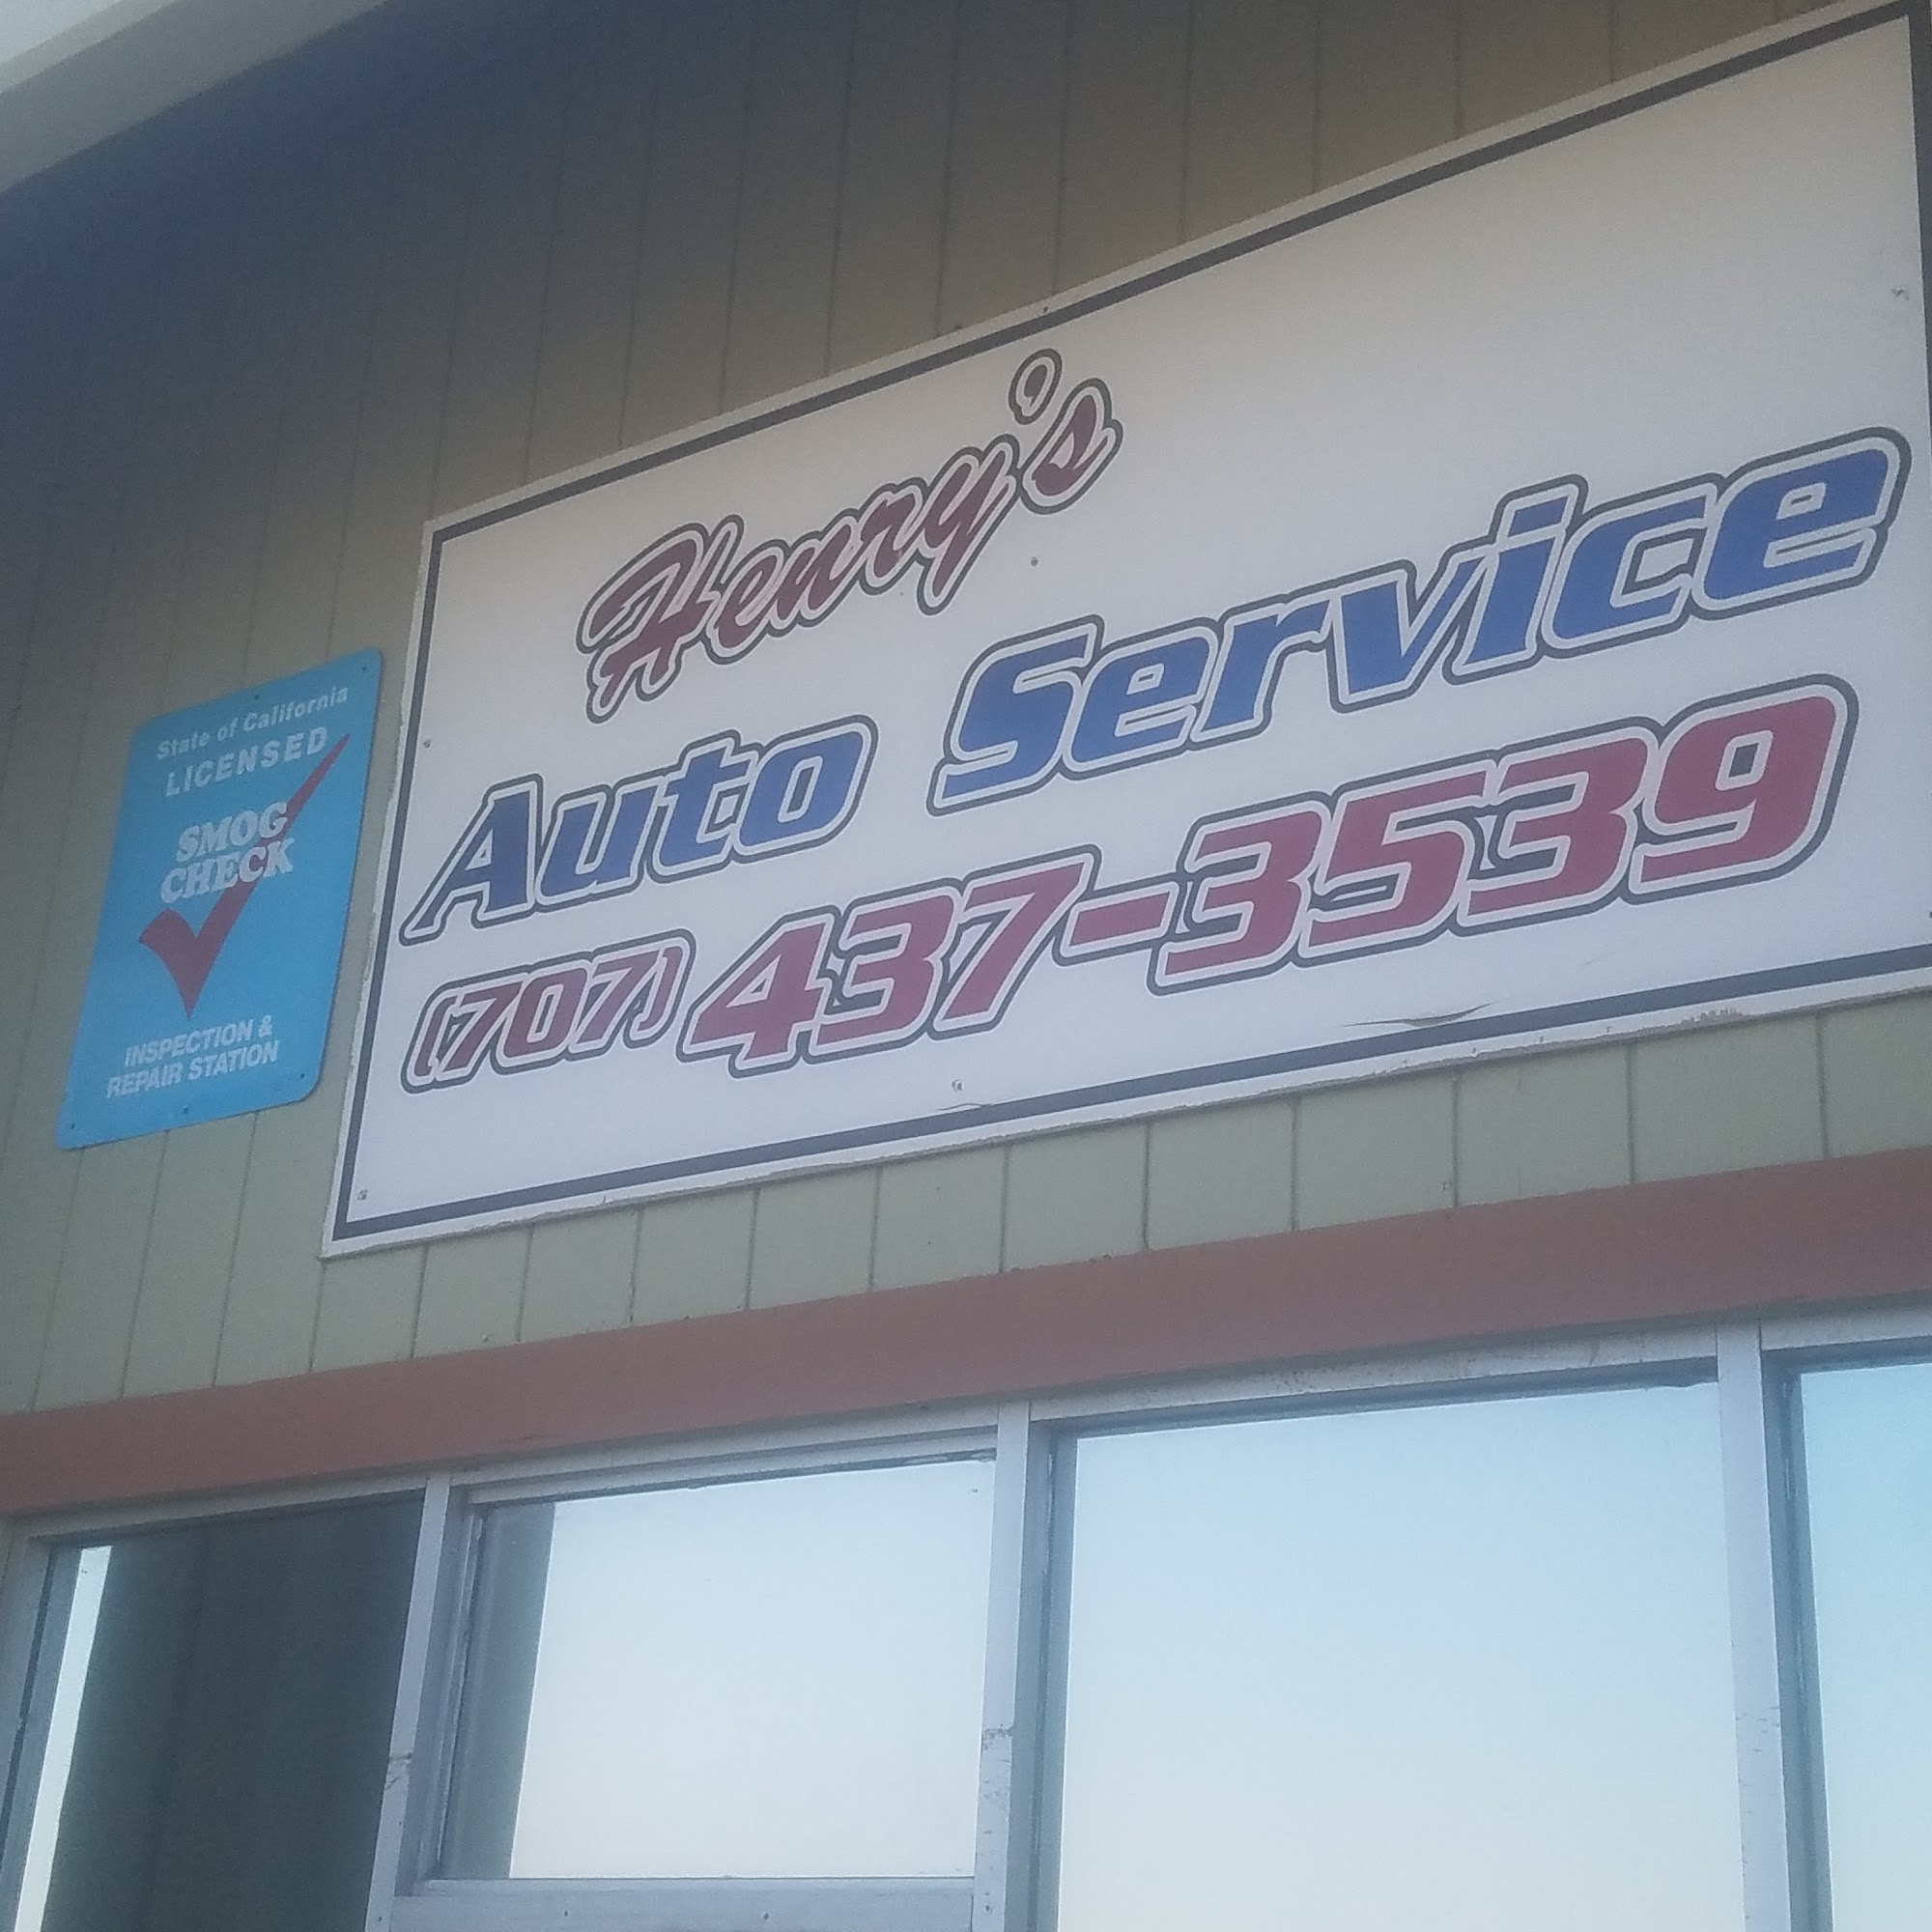 Henry's
Auto Service
(707) 437-3539
State of California
LICENSED
SMOG
CHECK
INSPECTION &
REPAIR STATION